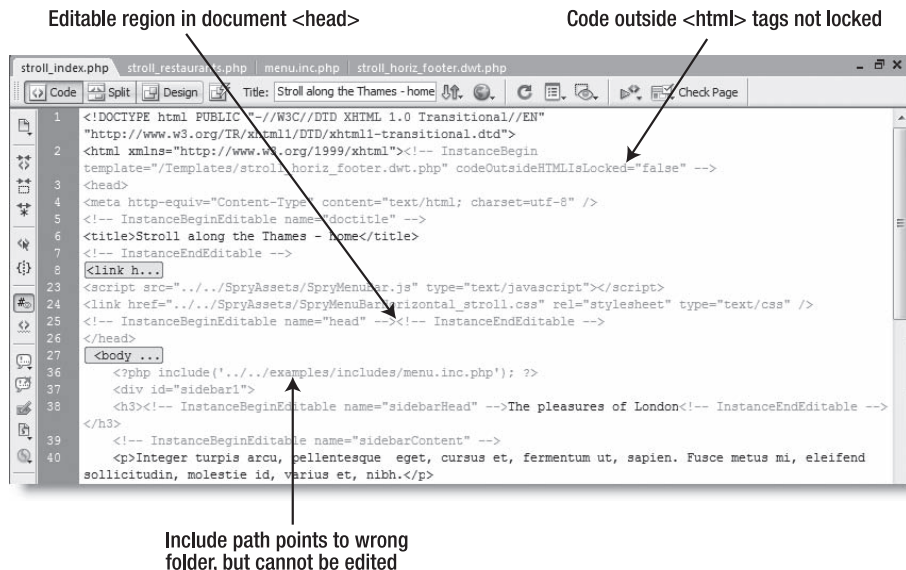 Editable region in document <head>
Code outside <html> tags not locked
stroll_index.php stroll_restaurants.php menu.inc.php stroll_horiz_footer.dwt.php
Code Split Design Title: Stroll along the Thames - home Check Page
1 <!DOCTYPE html PUBLIC "-//W3C//DTD XHTML 1.0 Transitional//EN"
"http://www.w3.org/TR/xhtml1/DTD/xhtml1-transitional.dtd">
2 <html xmlns="http://www.w3.org/1999/xhtml"><!-- InstanceBegin
template="/Templates/stroll_horiz_footer.dwt.php" codeOutsideHTMLIsLocked="false" -->
3 <head>
4 <meta http-equiv="Content-Type" content="text/html; charset=utf-8" />
5 <!-- InstanceBeginEditable name="doctitle" -->
6 <title>Stroll along the Thames - home</title>
7 <!-- InstanceEndEditable -->
8 <link h...
23 <script src="../../SpryAssets/SpryMenuBar.js" type="text/javascript"></script>
24 <link href="../../SpryAssets/SpryMenuBarHorizontal_stroll.css" rel="stylesheet" type="text/css" />
25 <!-- InstanceBeginEditable name="head" --><!-- InstanceEndEditable -->
26 </head>
27 <body ...
36 <?php include('../../examples/includes/menu.inc.php'); ?>
37 <div id="sidebar1">
38 <h3><!-- InstanceBeginEditable name="sidebarHead" -->The pleasures of London<!-- InstanceEndEditable -->
</h3>
39 <!-- InstanceBeginEditable name="sidebarContent" -->
40 <p>Integer turpis arcu, pellentesque eget, cursus et, fermentum ut, sapien. Fusce metus mi, eleifend
sollicitudin, molestie id, varius et, nibh.</p>
Include path points to wrong
folder, but cannot be edited